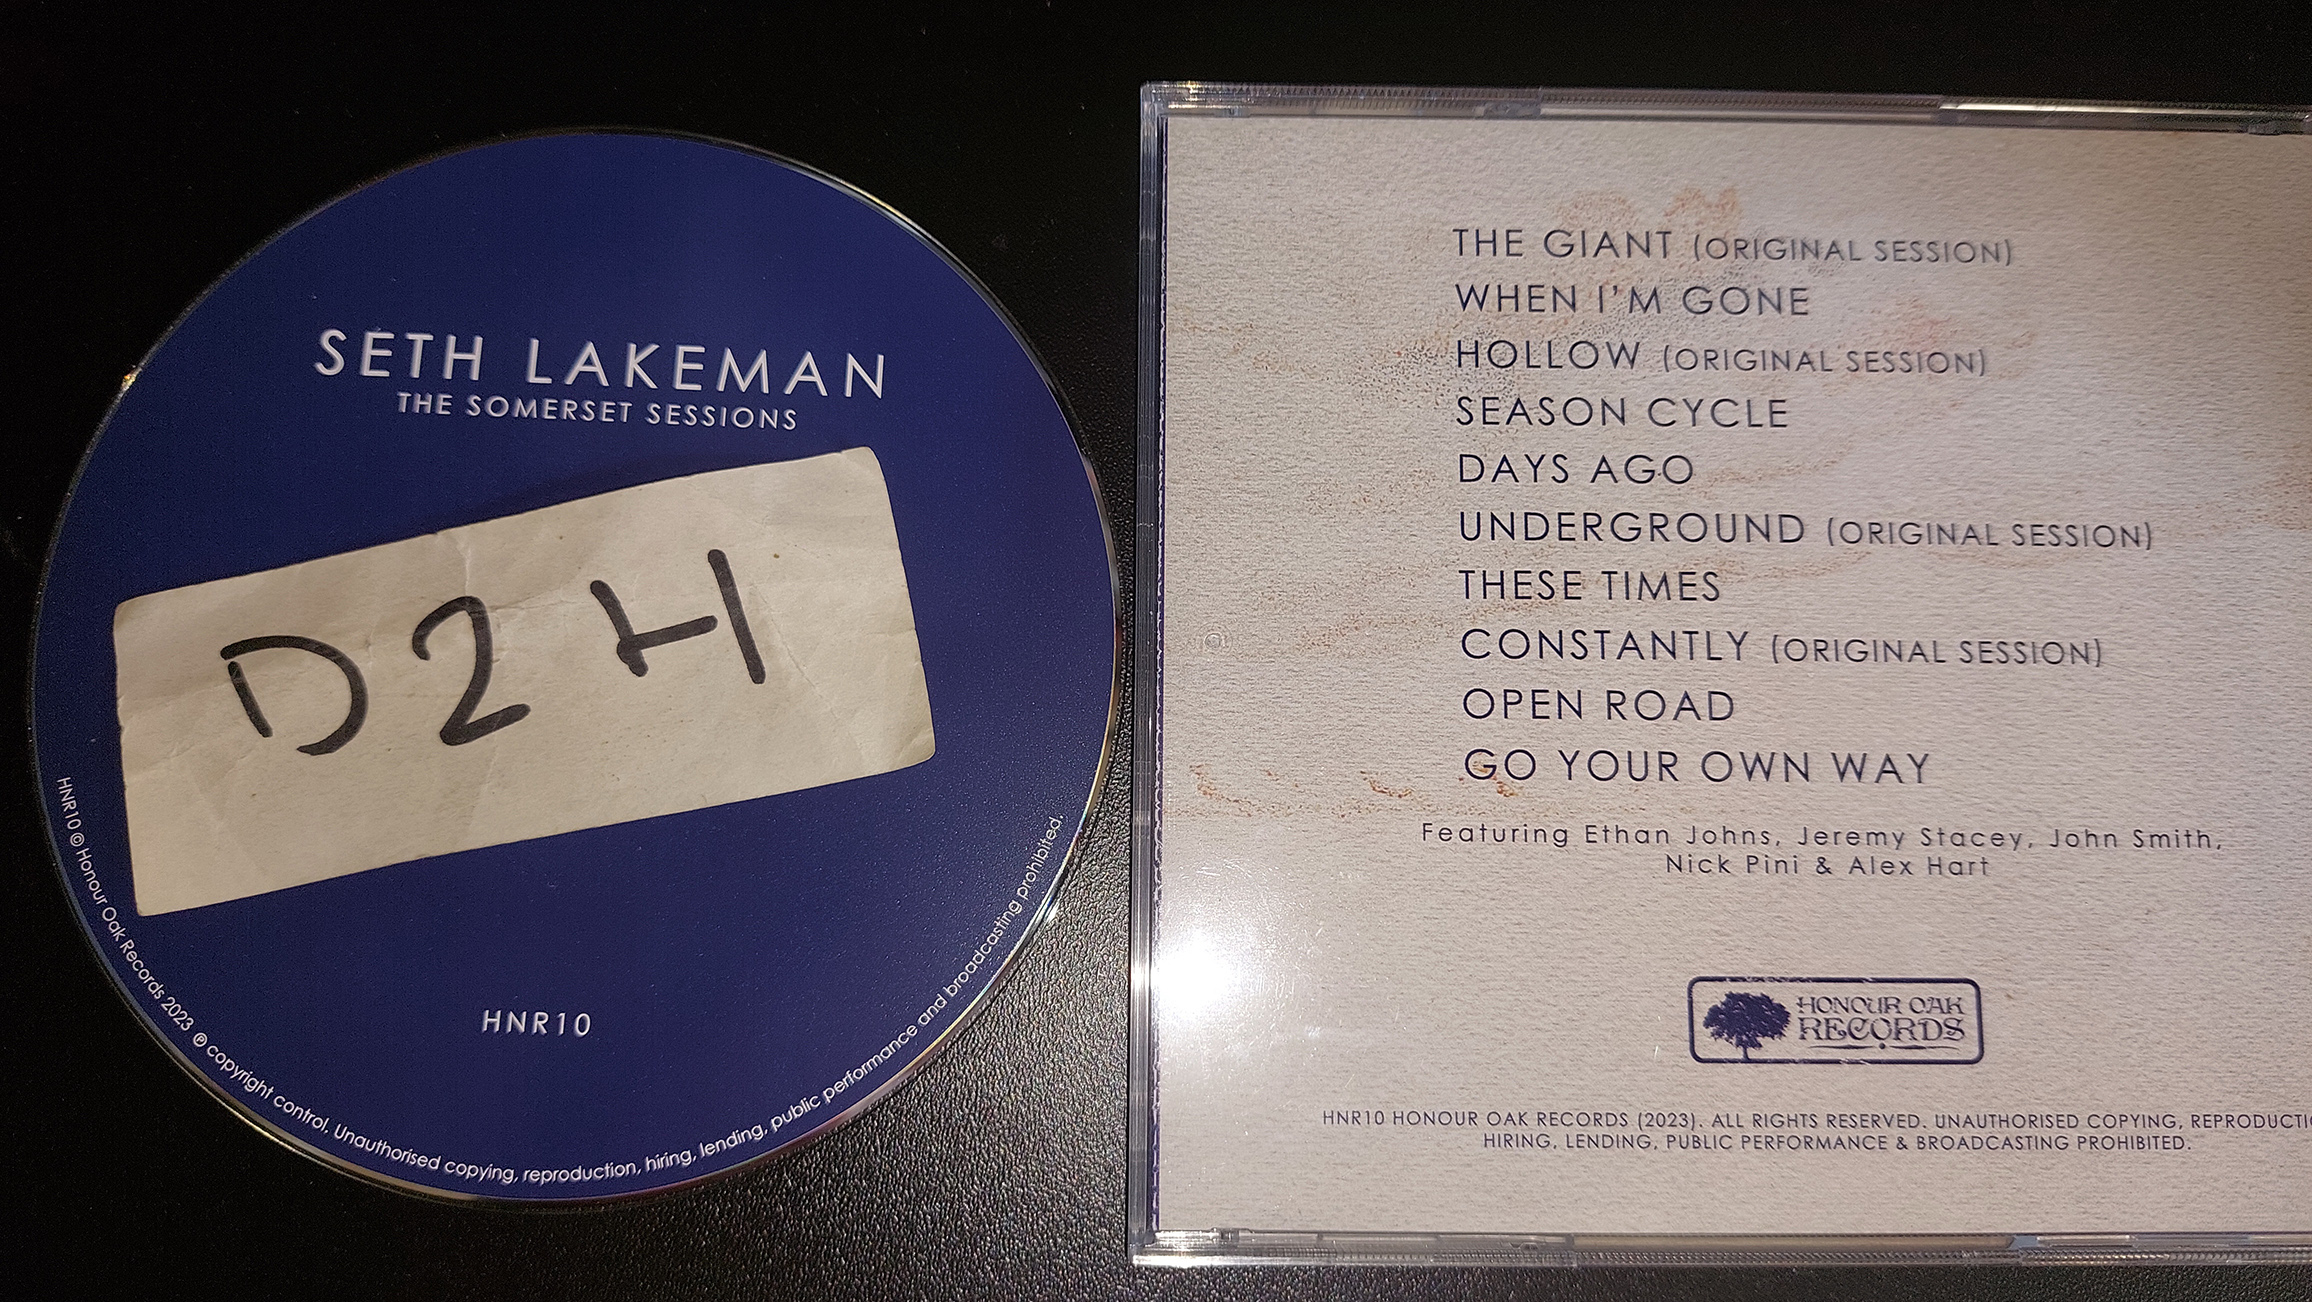 SETH LAKEMAN
THE SOMERSET SESSIONS
D2H
HNR10
HNR10 © Honour Oak Records 2023 ℗ copyright control. Unauthorised copying, reproduction, hiring, lending, public performance and broadcasting prohibited.
THE GIANT (ORIGINAL SESSION)
WHEN I'M GONE
HOLLOW (ORIGINAL SESSION)
SEASON CYCLE
DAYS AGO
UNDERGROUND (ORIGINAL SESSION)
THESE TIMES
CONSTANTLY (ORIGINAL SESSION)
OPEN ROAD
GO YOUR OWN WAY
Featuring Ethan Johns, Jeremy Stacey, John Smith,
Nick Pini & Alex Hart
HONOUR OAK
RECORDS
HNR10 HONOUR OAK RECORDS (2023). ALL RIGHTS RESERVED. UNAUTHORISED COPYING,
HIRING, LENDING, PUBLIC PERFORMANCE & BROADCASTING PROHIBITED.